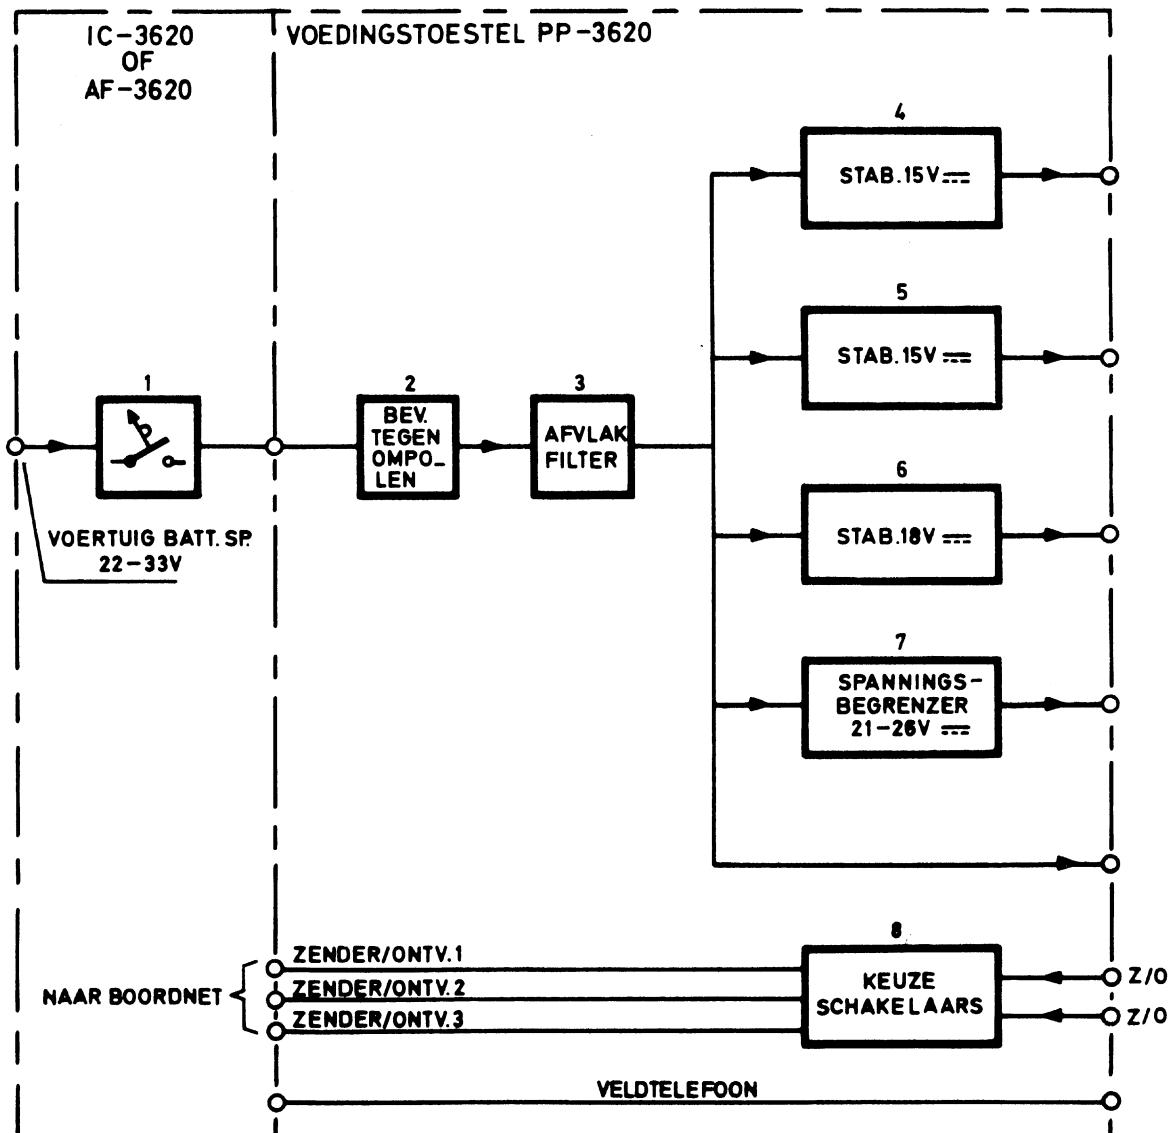 IC-3620
OF
AF-3620
VOEDINGSTOESTEL PP-3620
4
STAB.15V
5
STAB.15V
1
2
BEV.
TEGEN
OMPO_
LEN
3
AFVLAK
FILTER
6
STAB.18V
VOERTUIG BATT. SP.
22-33V
7
SPANNINGS-
BEGRENZER
21-26V
8
KEUZE
SCHAKELAARS
ZENDER/ONTV.1
ZENDER/ONTV.2
ZENDER/ONTV.3
NAAR BOORDNET
Z/O
Z/O
VELDTELEFOON